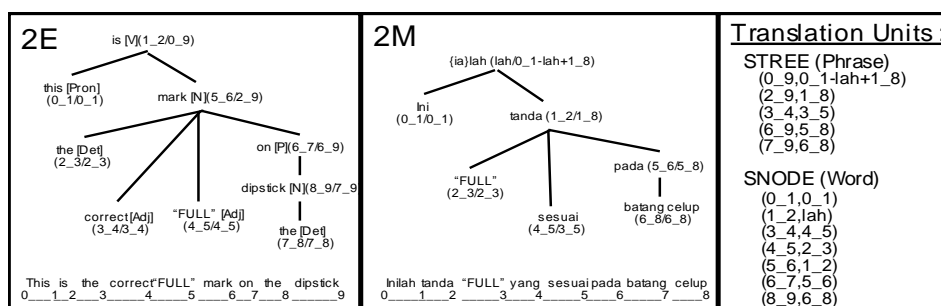 2E
is [V](1_2/0_9)
this [Pron]
(0_1/0_1)
mark [N](5_6/2_9)
the [Det]
(2_3/2_3)
on [P](6_7/6_9)
dipstick [N](8_9/7_9
correct[Adj]
(3_4/3_4)
“FULL” [Adj]
(4_5/4_5)
the [Det]
(7_8/7_8)
This is the correct“FULL” mark on the dipstick
0____1__2___3_____4_____5____6__7___8______9
2M
{ia}lah (lah/0_1-lah+1_8)
Ini
(0_1/0_1)
tanda (1_2/1_8)
“FULL”
(2_3/2_3)
pada (5_6/5_8)
sesuai
(4_5/3_5)
batang celup
(6_8/6_8)
Inilah tanda “FULL” yang sesuai pada batang celup
0____1___2______3_____4_____5____6______7____8
Translation Units :
STREE (Phrase)
(0_9,0_1-lah+1_8)
(2_9,1_8)
(3_4,3_5)
(6_9,5_8)
(7_9,6_8)
SNODE (Word)
(0_1,0_1)
(1_2,lah)
(3_4,4_5)
(4_5,2_3)
(5_6,1_2)
(6_7,5_6)
(8_9,6_8)